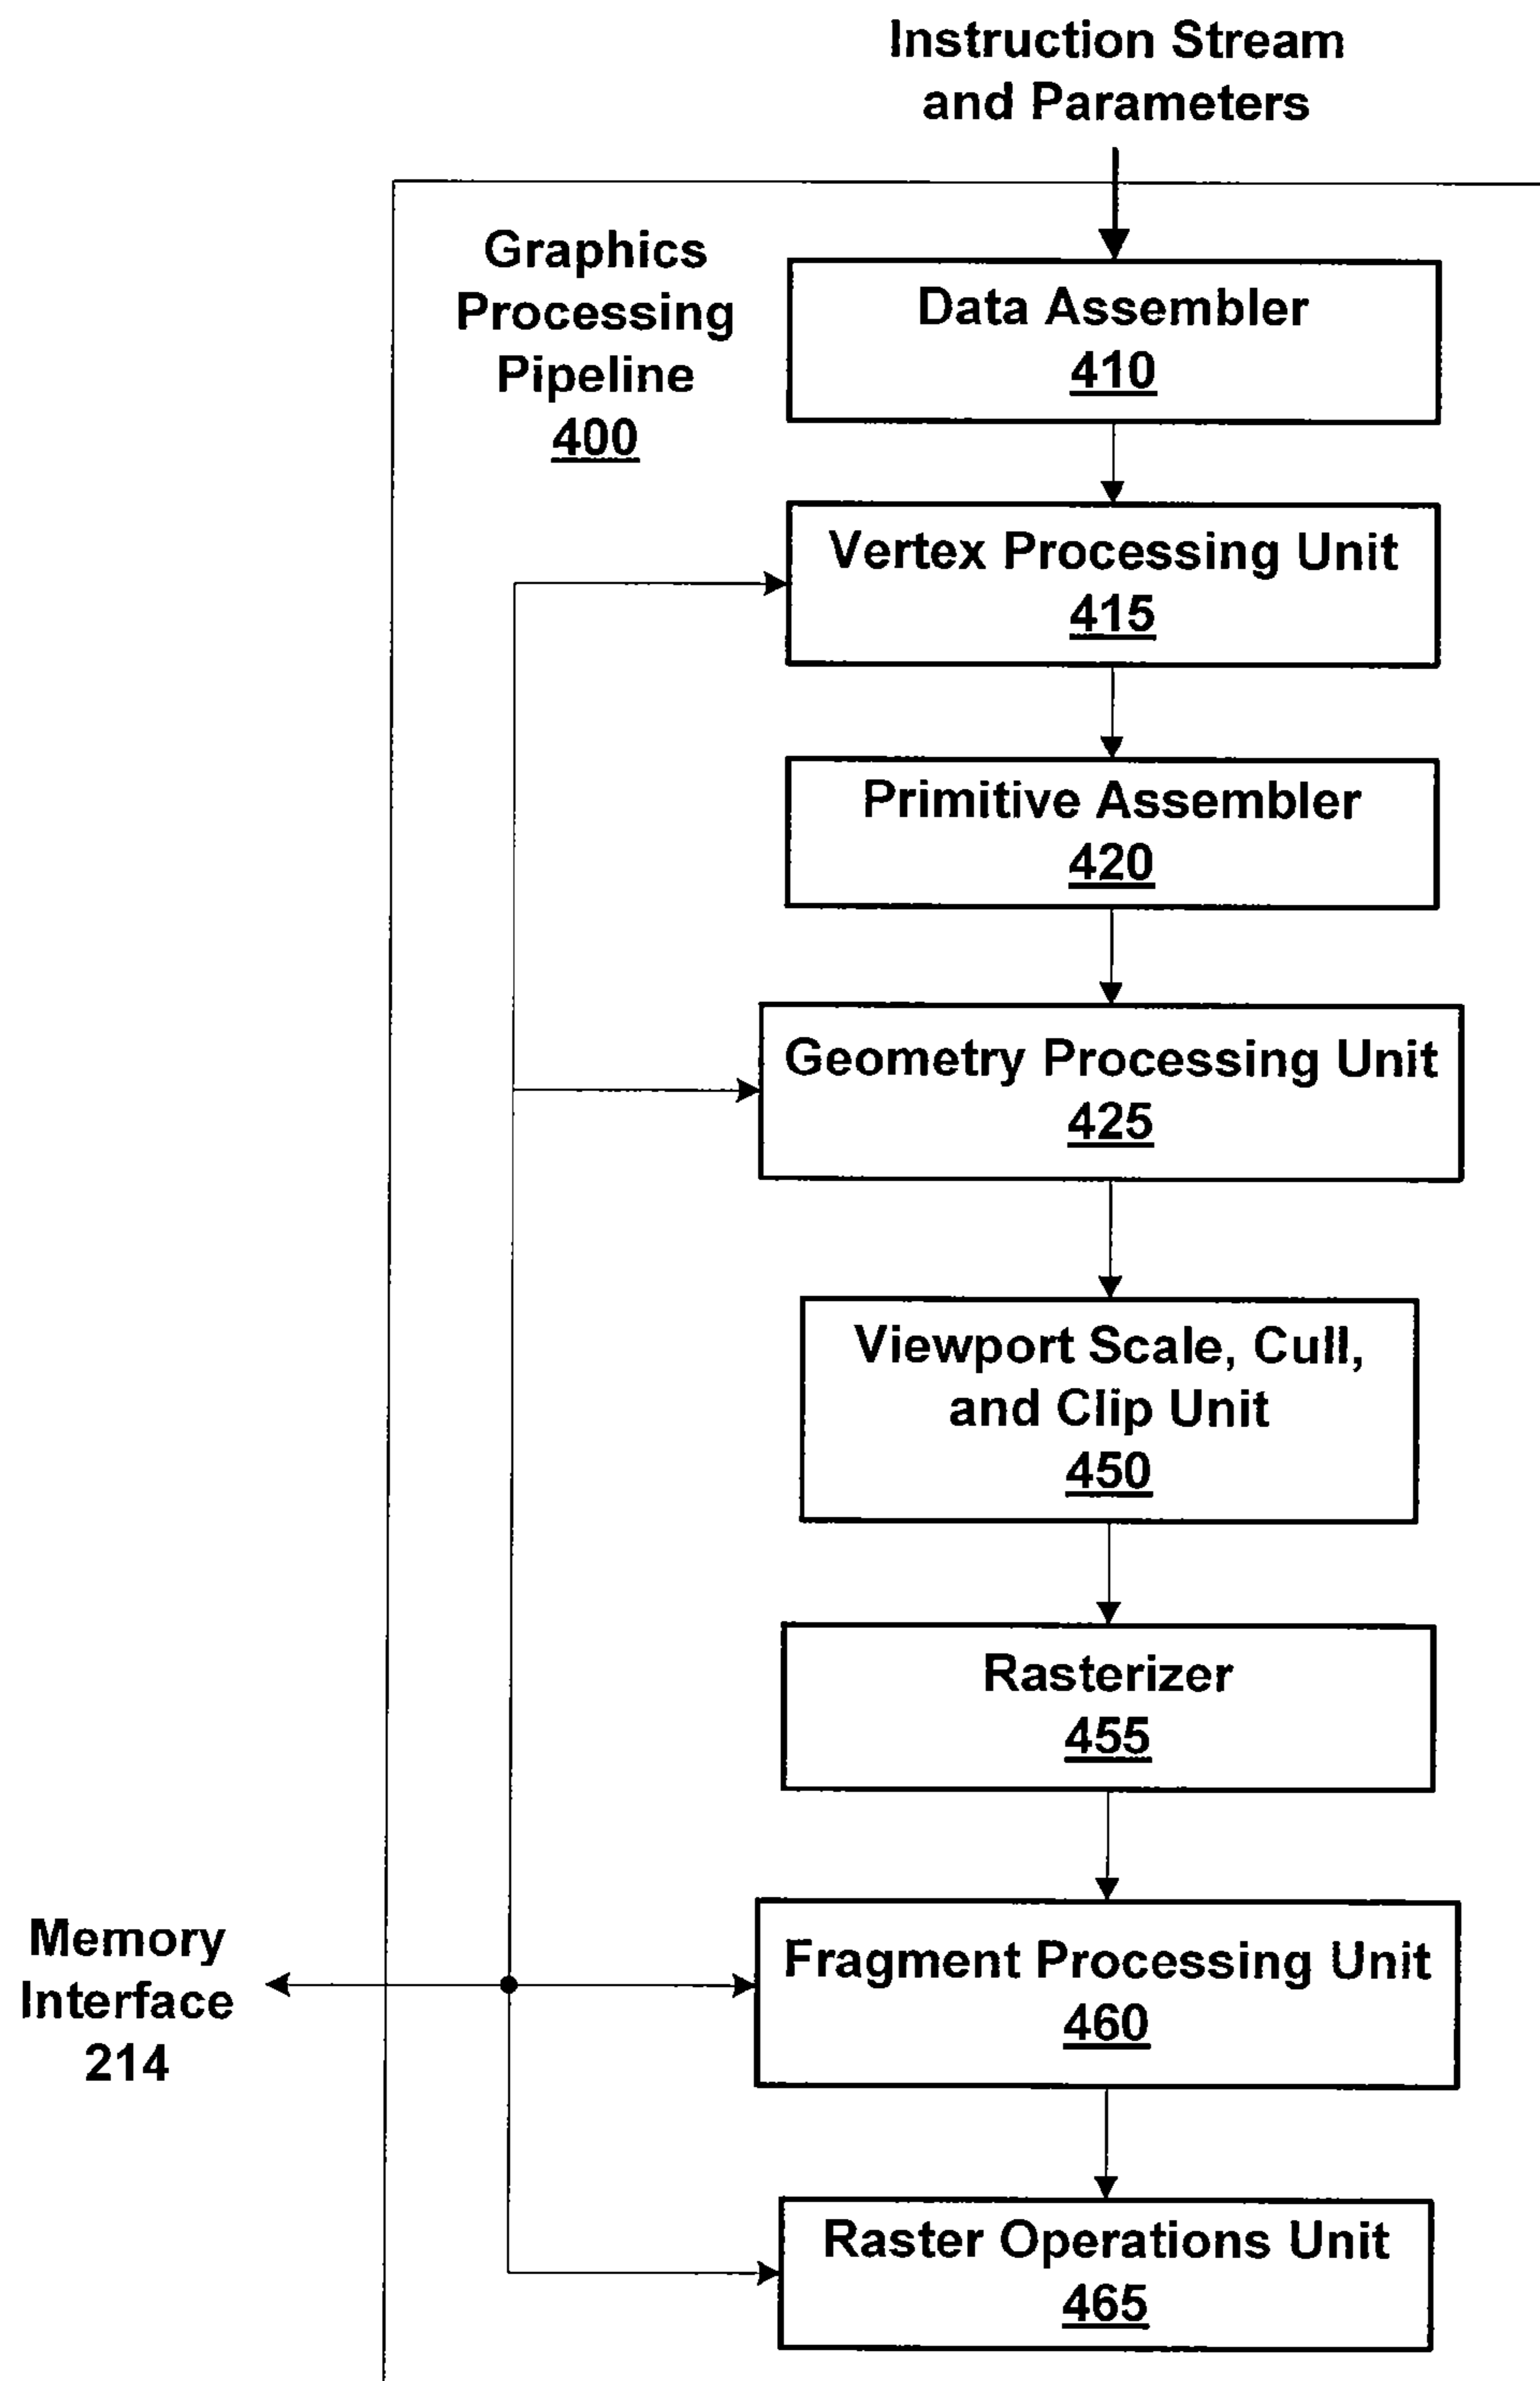 Instruction Stream
and Parameters
Graphics
Processing
Pipeline
400
Data Assembler
410
Vertex Processing Unit
415
Primitive Assembler
420
Geometry Processing Unit
425
Viewport Scale, Cull,
and Clip Unit
450
Rasterizer
455
Memory
Interface
214
Fragment Processing Unit
460
Raster Operations Unit
465